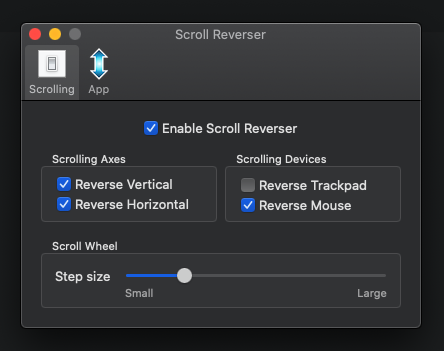 Scroll Reverser
Scrolling
App
Enable Scroll Reverser
Scrolling Axes
Reverse Vertical
Reverse Horizontal
Scrolling Devices
Reverse Trackpad
Reverse Mouse
Scroll Wheel
Step size
Small
Large